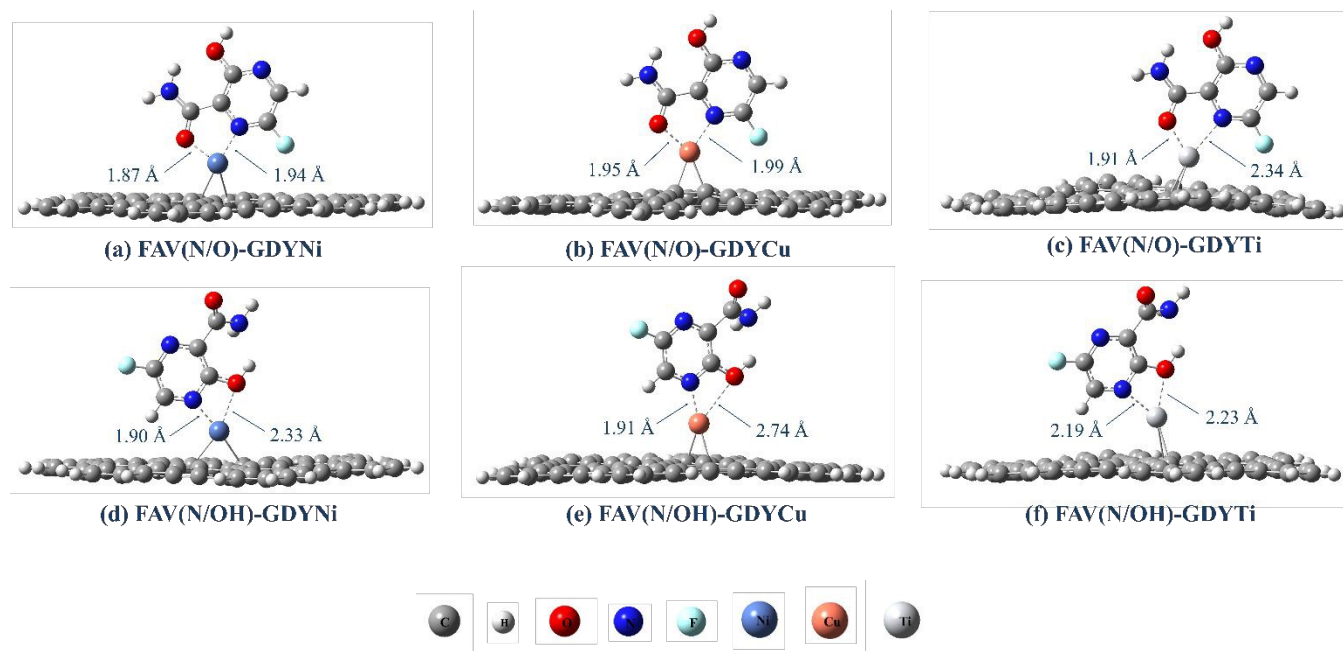 1.87 Å 1.94 Å
(a) FAV(N/O)-GDYNi
1.95 Å 1.99 Å
(b) FAV(N/O)-GDYCu
1.91 Å 2.34 Å
(c) FAV(N/O)-GDYTi
1.90 Å 2.33 Å
(d) FAV(N/OH)-GDYNi
1.91 Å 2.74 Å
(e) FAV(N/OH)-GDYCu
2.19 Å 2.23 Å
(f) FAV(N/OH)-GDYTi
C H O N F Ni Cu Ti